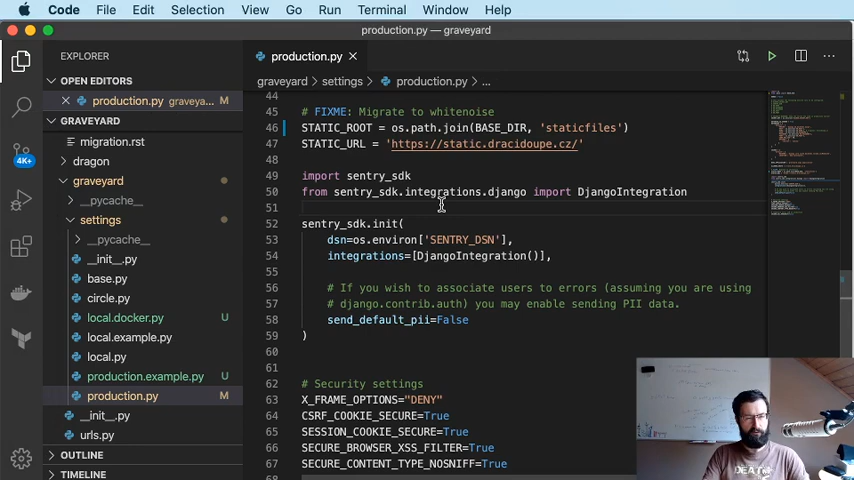 Code File Edit Selection View Go Run Terminal Window Help
production.py — graveyard
EXPLORER
production.py
OPEN EDITORS
graveyard settings production.py ...
production.py graveya... M
GRAVEYARD
migration.rst
dragon
graveyard
__pycache__
settings
__pycache__
__init__.py
base.py
circle.py
local.docker.py U
local.example.py
local.py
production.example.py U
production.py M
__init__.py
urls.py
OUTLINE
TIMELINE
4K+
44
45 # FIXME: Migrate to whitenoise
46 STATIC_ROOT = os.path.join(BASE_DIR, 'staticfiles')
47 STATIC_URL = 'https://static.dracidoupe.cz/'
48
49 import sentry_sdk
50 from sentry_sdk.integrations.django import DjangoIntegration
51
52 sentry_sdk.init(
53 dsn=os.environ['SENTRY_DSN'],
54 integrations=[DjangoIntegration()],
55
56 # If you wish to associate users to errors (assuming you are using
57 # django.contrib.auth) you may enable sending PII data.
58 send_default_pii=False
59 )
60
61
62 # Security settings
63 X_FRAME_OPTIONS="DENY"
64 CSRF_COOKIE_SECURE=True
65 SESSION_COOKIE_SECURE=True
66 SECURE_BROWSER_XSS_FILTER=True
67 SECURE_CONTENT_TYPE_NOSNIFF=True
68
DEATH